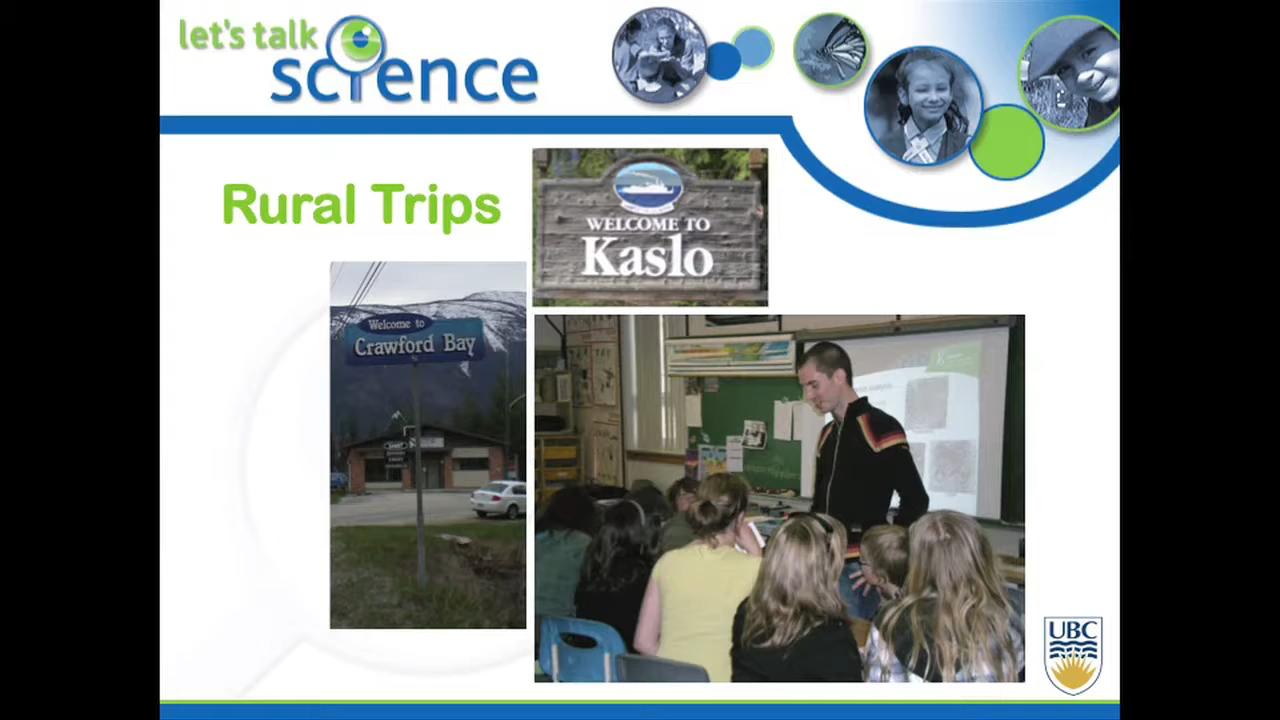 let's talk
science
Rural Trips
WELCOME TO
Kaslo
Welcome to
Crawford Bay
UBC